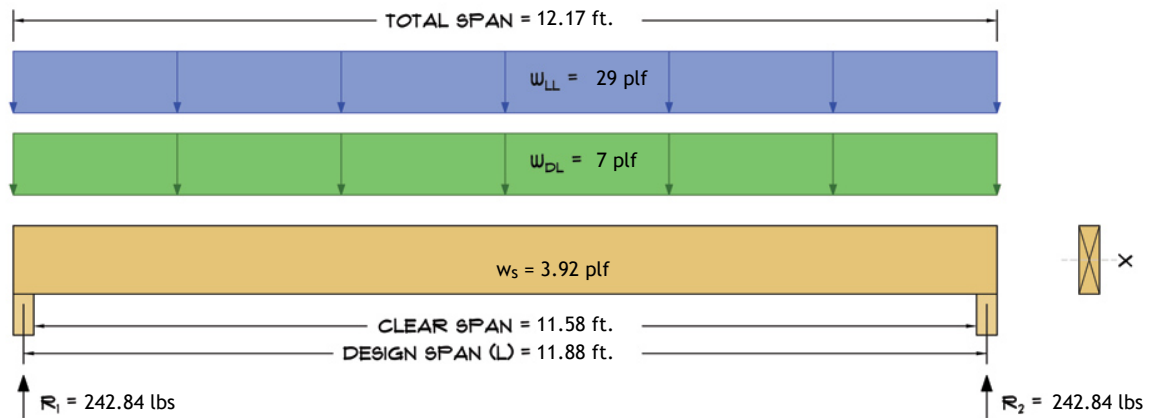 TOTAL SPAN = 12.17 ft.
wLL = 29 plf
wDL = 7 plf
ws = 3.92 plf
X
CLEAR SPAN = 11.58 ft.
DESIGN SPAN (L) = 11.88 ft.
R1 = 242.84 lbs
R2 = 242.84 lbs